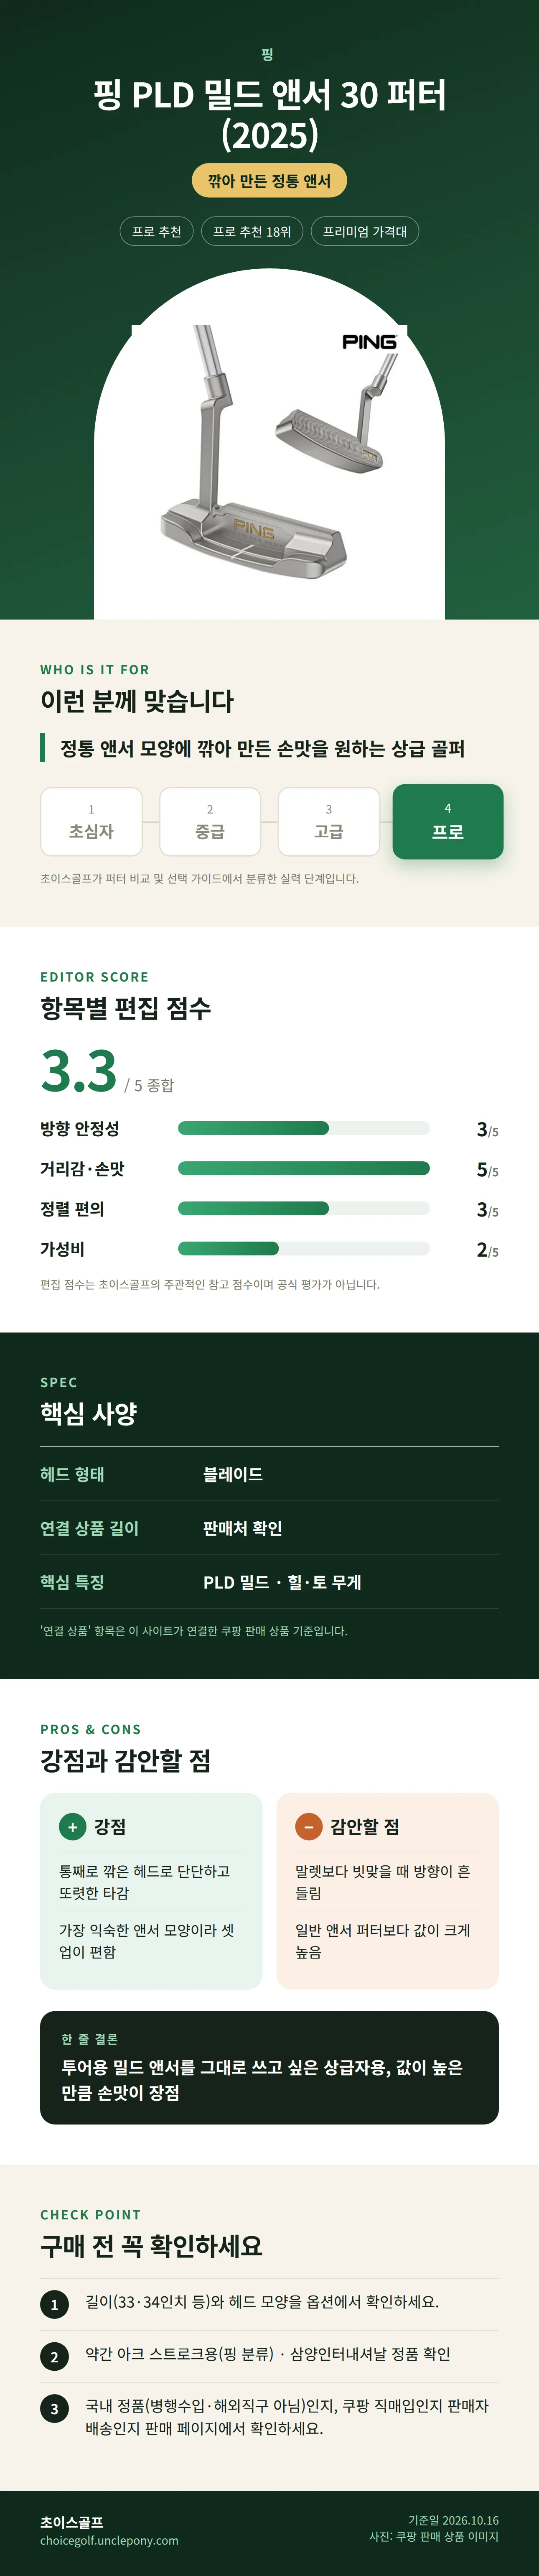 핑
핑 PLD 밀드 앤서 30 퍼터
(2025)
깎아 만든 정통 앤서
프로 추천
프로 추천 18위
프리미엄 가격대
PING
PING
WHO IS IT FOR
이런 분께 맞습니다
정통 앤서 모양에 깎아 만든 손맛을 원하는 상급 골퍼
1
초심자
2
중급
3
고급
4
프로
초이스골프가 퍼터 비교 및 선택 가이드에서 분류한 실력 단계입니다.
EDITOR SCORE
항목별 편집 점수
3.3 / 5 종합
방향 안정성 3/5
거리감·손맛 5/5
정렬 편의 3/5
가성비 2/5
편집 점수는 초이스골프의 주관적인 참고 점수이며 공식 평가가 아닙니다.
SPEC
핵심 사양
헤드 형태 블레이드
연결 상품 길이 판매처 확인
핵심 특징 PLD 밀드 · 힐·토 무게
'연결 상품' 항목은 이 사이트가 연결한 쿠팡 판매 상품 기준입니다.
PROS & CONS
강점과 감안할 점
+ 강점
통째로 깎은 헤드로 단단하고
또렷한 타감
가장 익숙한 앤서 모양이라 셋
업이 편함
− 감안할 점
말렛보다 빗맞을 때 방향이 흔
들림
일반 앤서 퍼터보다 값이 크게
높음
한 줄 결론
투어용 밀드 앤서를 그대로 쓰고 싶은 상급자용, 값이 높은
만큼 손맛이 장점
CHECK POINT
구매 전 꼭 확인하세요
1 길이(33·34인치 등)와 헤드 모양을 옵션에서 확인하세요.
2 약간 아크 스트로크용(핑 분류) · 삼양인터내셔날 정품 확인
3 국내 정품(병행수입·해외직구 아님)인지, 쿠팡 직매입인지 판매자
배송인지 판매 페이지에서 확인하세요.
초이스골프
choicegolf.unclepony.com
기준일 2026.10.16
사진: 쿠팡 판매 상품 이미지